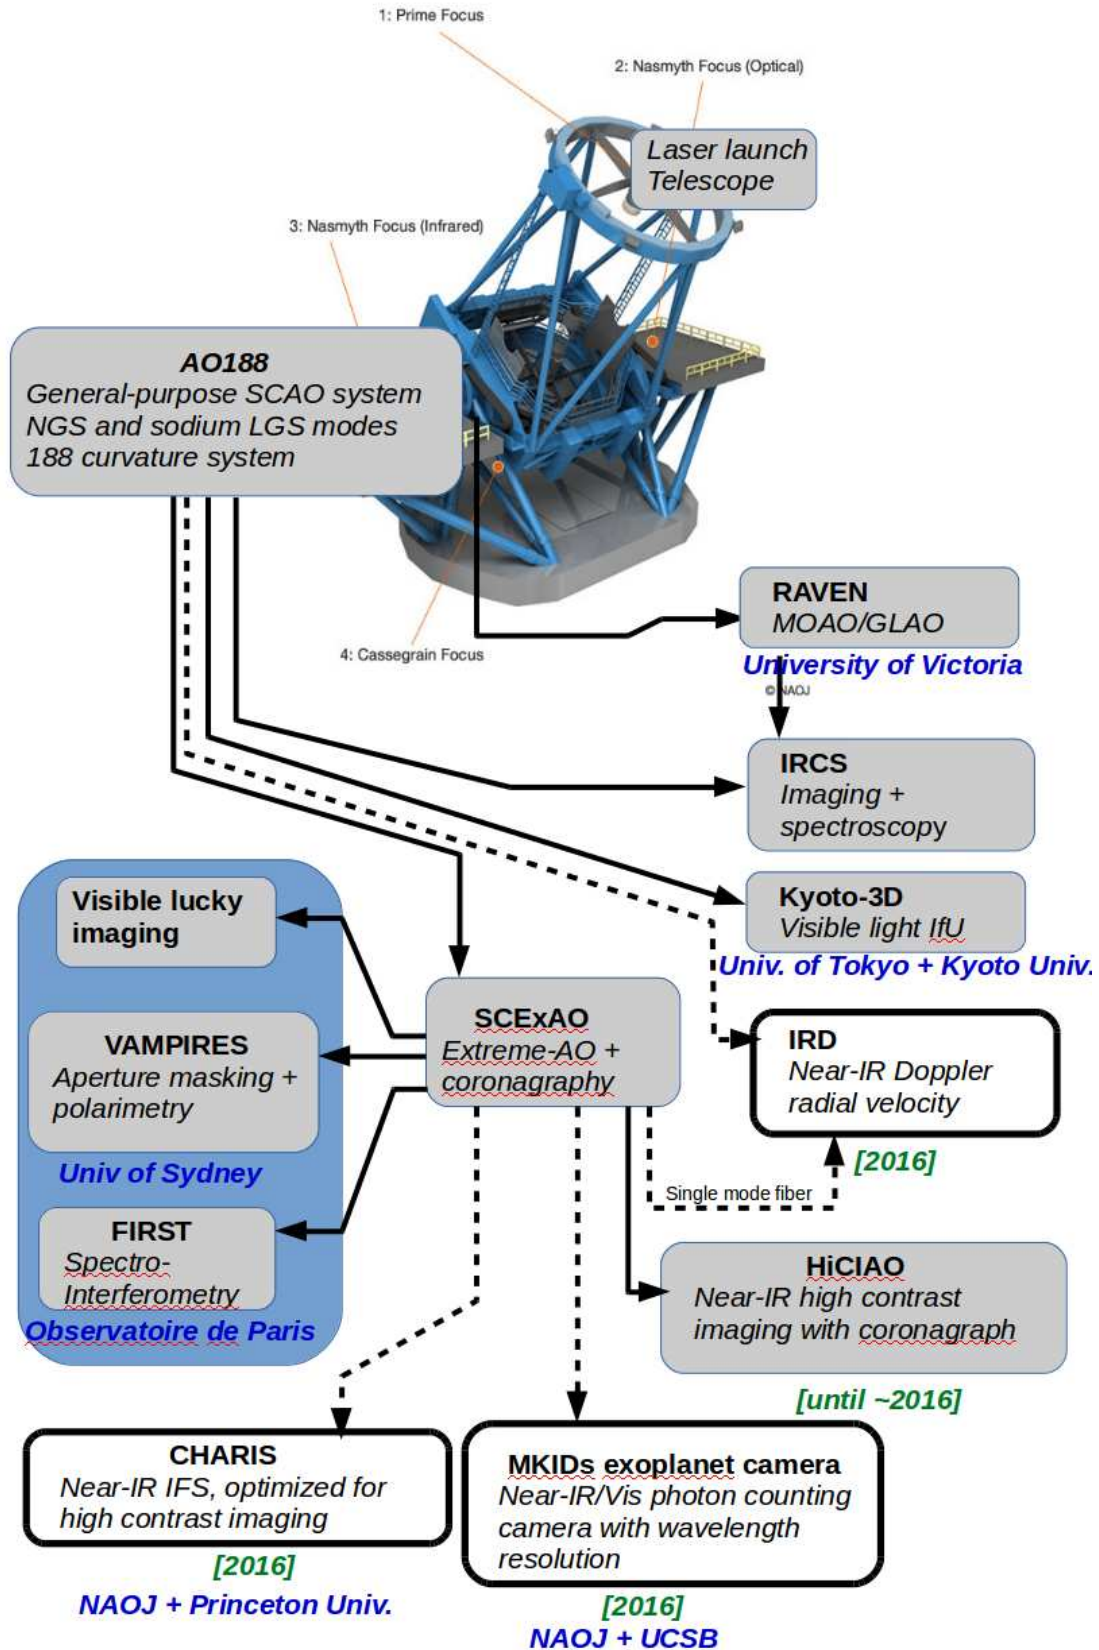 1: Prime Focus
2: Nasmyth Focus (Optical)
Laser launch
Telescope
3: Nasmyth Focus (Infrared)
AO188
General-purpose SCAO system
NGS and sodium LGS modes
188 curvature system
RAVEN
MOAO/GLAO
4: Cassegrain Focus
University of Victoria
© NAOJ
IRCS
Imaging +
spectroscopy
Visible lucky
imaging
Kyoto-3D
Visible light IfU
Univ. of Tokyo + Kyoto Univ.
SCExAO
Extreme-AO +
coronagraphy
VAMPIRES
Aperture masking +
polarimetry
Univ of Sydney
IRD
Near-IR Doppler
radial velocity
[2016]
Single mode fiber
FIRST
Spectro-
Interferometry
Observatoire de Paris
HiCIAO
Near-IR high contrast
imaging with coronagraph
[until ~2016]
CHARIS
Near-IR IFS, optimized for
high contrast imaging
[2016]
NAOJ + Princeton Univ.
MKIDs exoplanet camera
Near-IR/Vis photon counting
camera with wavelength
resolution
[2016]
NAOJ + UCSB